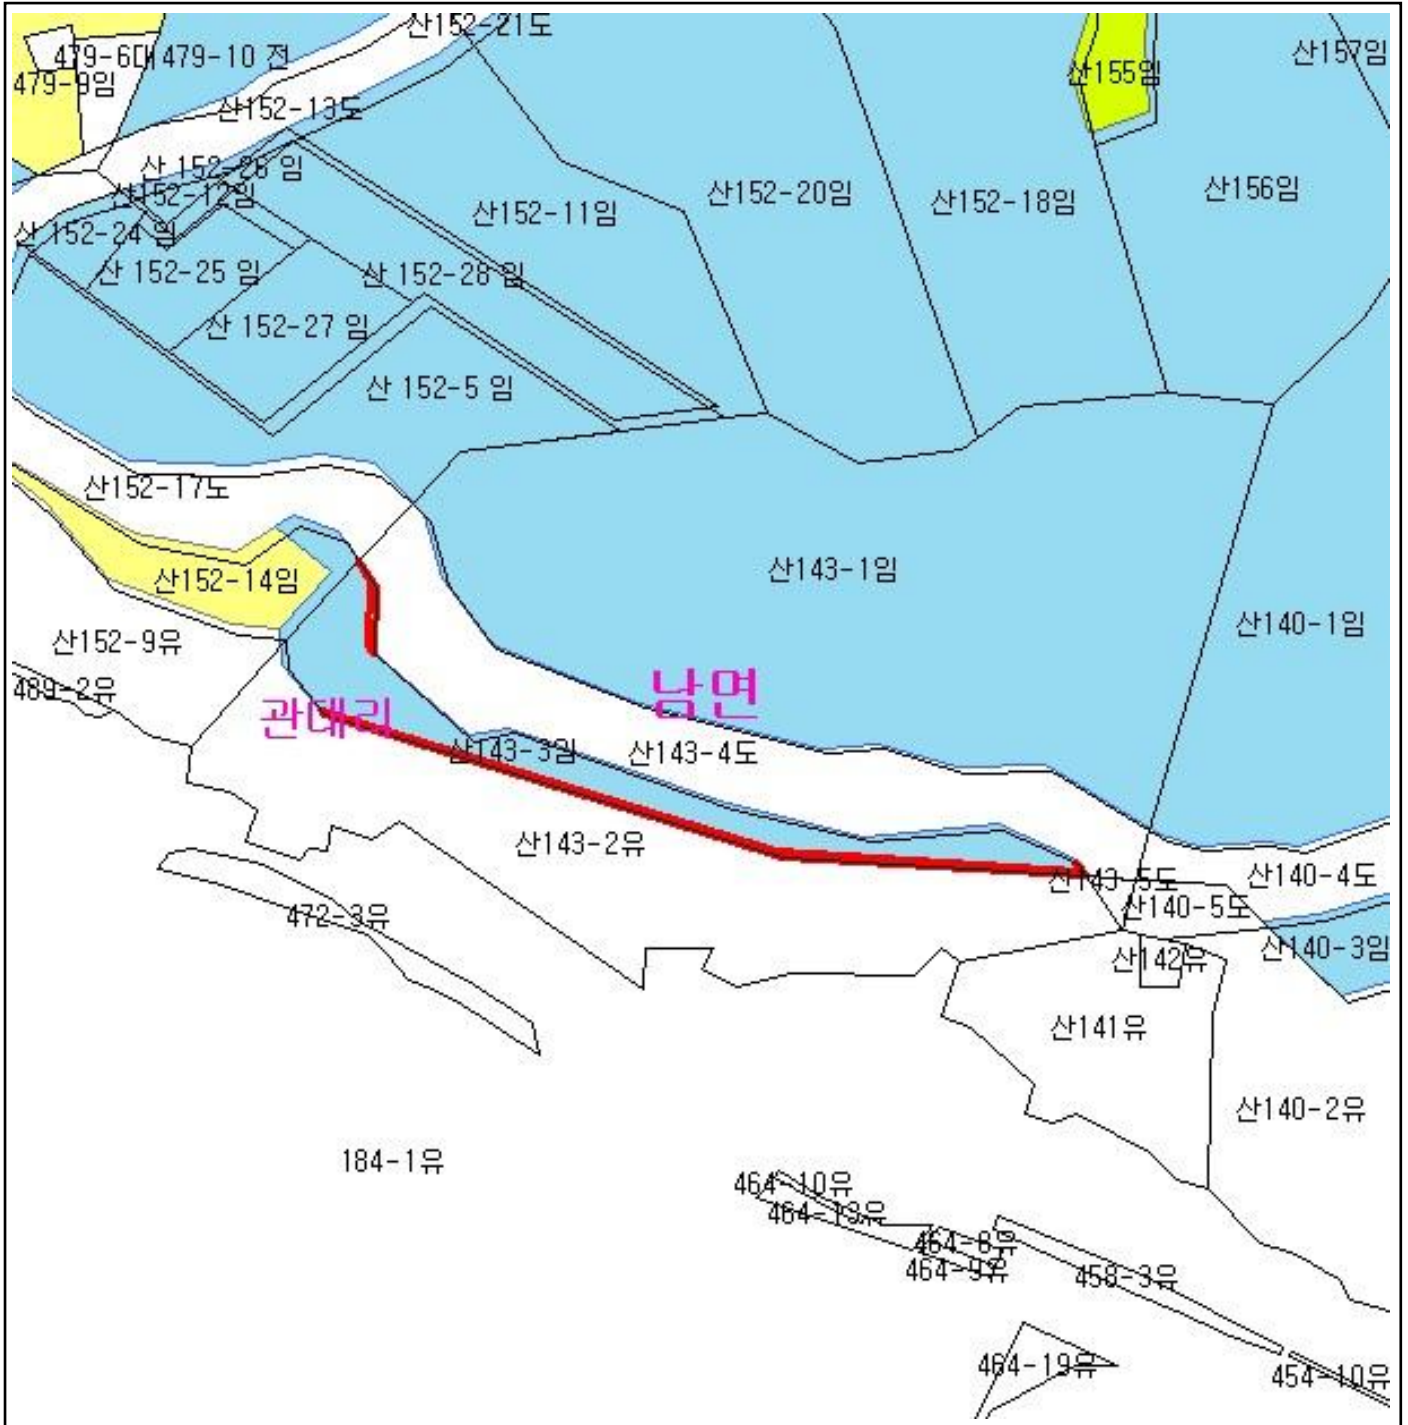 산152-21도
479-6대
479-10 전
산157임
산155임
479-9임
산152-13도
산 152-26 임
산152-12임
산152-11임
산152-20임
산152-18임
산156임
산 152-24 임
산 152-25 임
산 152-28 임
산 152-27 임
산 152-5 임
산152-17도
산143-1임
산152-14임
산140-1임
산152-9유
489-2유
남면
관대리
산143-3임
산143-4도
산143-2유
산143-5도
산140-4도
산140-5도
472-3유
산140-3임
산142유
산141유
산140-2유
184-1유
464-10유
464-13유
464-8유
464-9유
458-3유
464-19유
454-10유